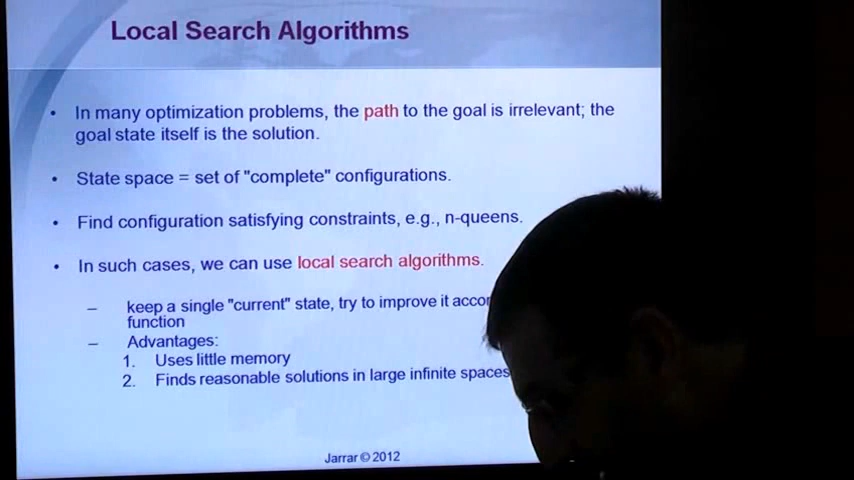 Local Search Algorithms
• In many optimization problems, the path to the goal is irrelevant; the
goal state itself is the solution.
• State space = set of "complete" configurations.
• Find configuration satisfying constraints, e.g., n-queens.
• In such cases, we can use local search algorithms.
– keep a single "current" state, try to improve it
function
– Advantages:
1. Uses little memory
2. Finds reasonable solutions in large infinite spaces
Jarrar © 2012